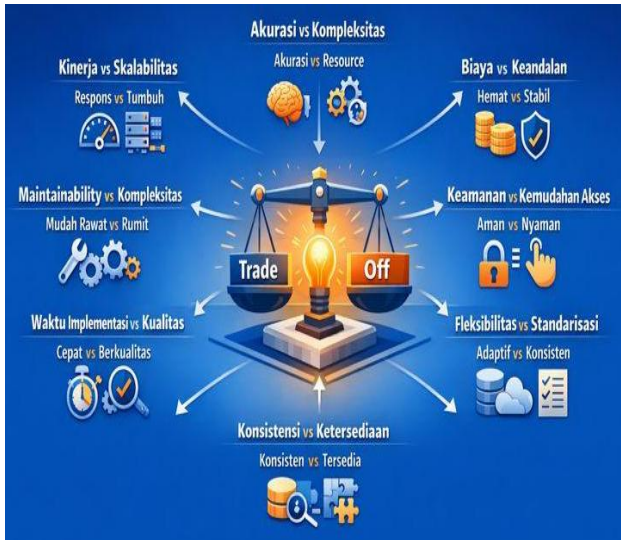 Akurasi vs Kompleksitas
Akurasi vs Resource
Kinerja vs Skalabilitas
Respons vs Tumbuh
Biaya vs Keandalan
Hemat vs Stabil
Maintainability vs Kompleksitas
Mudah Rawat vs Rumit
Keamanan vs Kemudahan Akses
Aman vs Nyaman
Trade
Off
Waktu Implementasi vs Kualitas
Cepat vs Berkualitas
Fleksibilitas vs Standarisasi
Adaptif vs Konsisten
Konsistensi vs Ketersediaan
Konsisten vs Tersedia